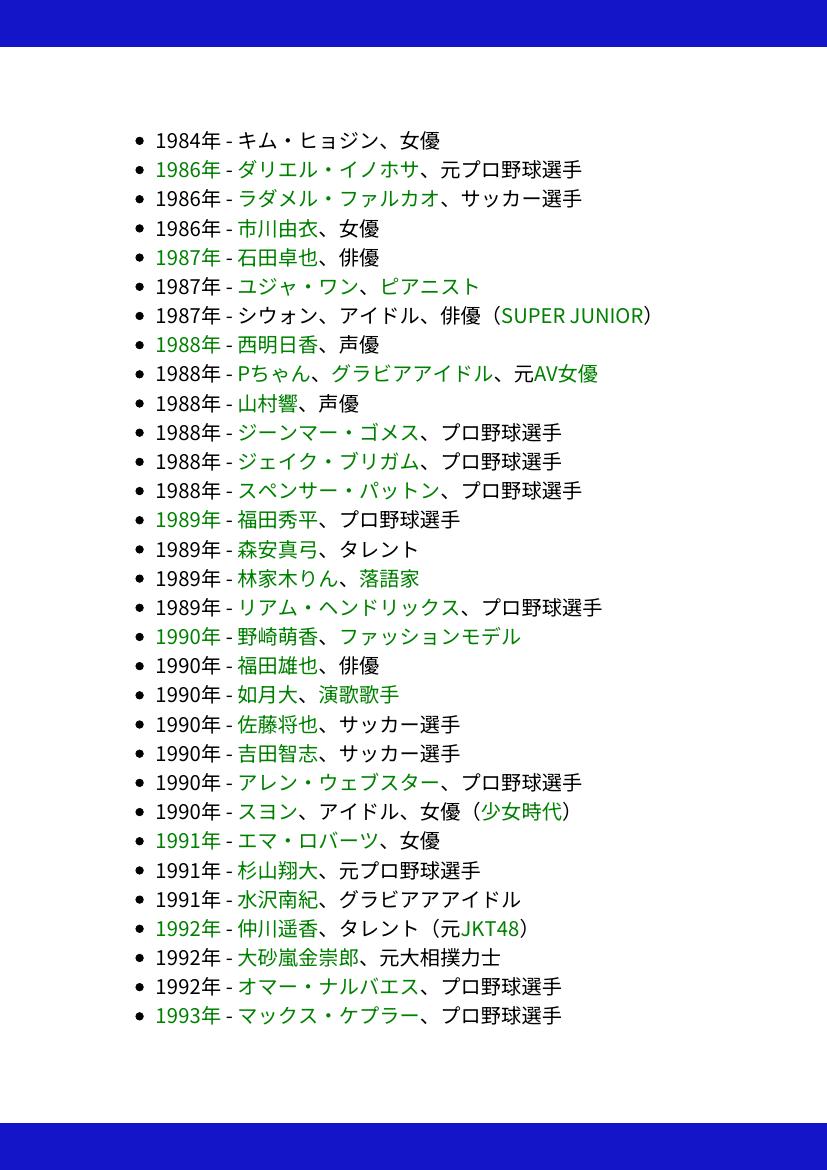 • 1984年 - キム・ヒョジン、女優
• 1986年 - ダリエル・イノホサ、元プロ野球選手
• 1986年 - ラダメル・ファルカオ、サッカー選手
• 1986年 - 市川由衣、女優
• 1987年 - 石田卓也、俳優
• 1987年 - ユジャ・ワン、ピアニスト
• 1987年 - シウォン、アイドル、俳優（SUPER JUNIOR）
• 1988年 - 西明日香、声優
• 1988年 - Pちゃん、グラビアアイドル、元AV女優
• 1988年 - 山村響、声優
• 1988年 - ジーンマー・ゴメス、プロ野球選手
• 1988年 - ジェイク・ブリガム、プロ野球選手
• 1988年 - スペンサー・パットン、プロ野球選手
• 1989年 - 福田秀平、プロ野球選手
• 1989年 - 森安真弓、タレント
• 1989年 - 林家木りん、落語家
• 1989年 - リアム・ヘンドリックス、プロ野球選手
• 1990年 - 野崎萌香、ファッションモデル
• 1990年 - 福田雄也、俳優
• 1990年 - 如月大、演歌歌手
• 1990年 - 佐藤将也、サッカー選手
• 1990年 - 吉田智志、サッカー選手
• 1990年 - アレン・ウェブスター、プロ野球選手
• 1990年 - スヨン、アイドル、女優（少女時代）
• 1991年 - エマ・ロバーツ、女優
• 1991年 - 杉山翔大、元プロ野球選手
• 1991年 - 水沢南紀、グラビアアアイドル
• 1992年 - 仲川遥香、タレント（元JKT48）
• 1992年 - 大砂嵐金崇郎、元大相撲力士
• 1992年 - オマー・ナルバエス、プロ野球選手
• 1993年 - マックス・ケプラー、プロ野球選手